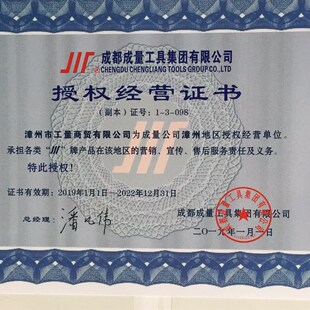 成都成量工具集团有限公司
CHENGDU CHENGLIANG TOOLS GROUP CO.,LTD
授权经营证书
（副本）证号：1-3-098
漳州市工量商贸有限公司为成量公司漳州地区授权经营单位。
承担各类“川”牌产品在该地区的营销、宣传、售后服务责任及义务。
特此授权！
证书有效期：2019年1月1日—2022年12月31日
总经理：
成都成量工具集团有限公司
二〇一九年一月一日